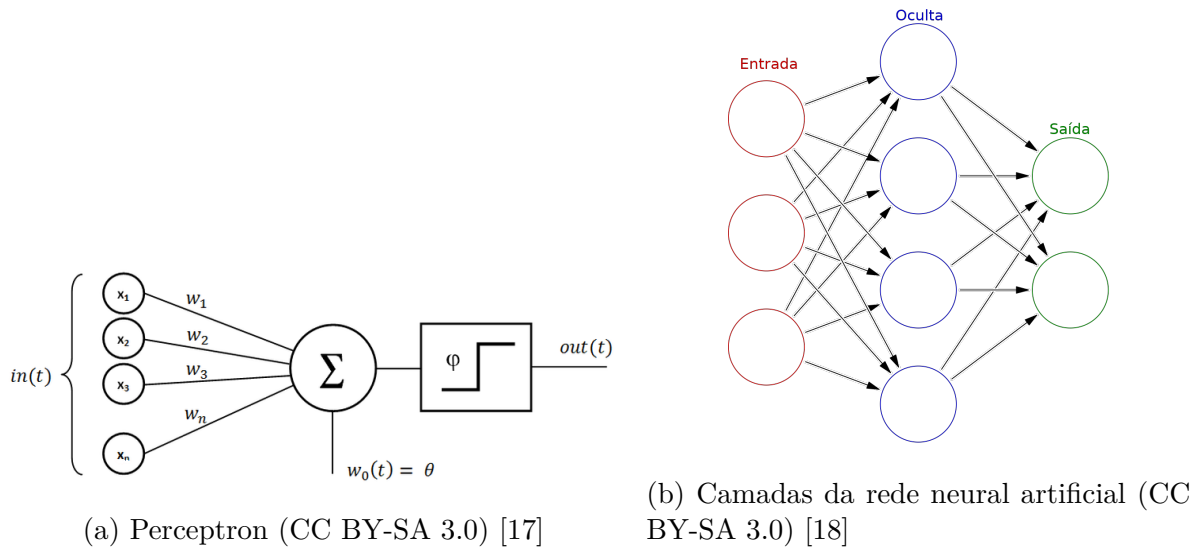 in(t)
x₁
x₂
x₃
xₙ
w₁
w₂
w₃
wₙ
Σ
w₀(t) = θ
φ
out(t)
(a) Perceptron (CC BY-SA 3.0) [17]
Entrada
Oculta
Saída
(b) Camadas da rede neural artificial (CC
BY-SA 3.0) [18]